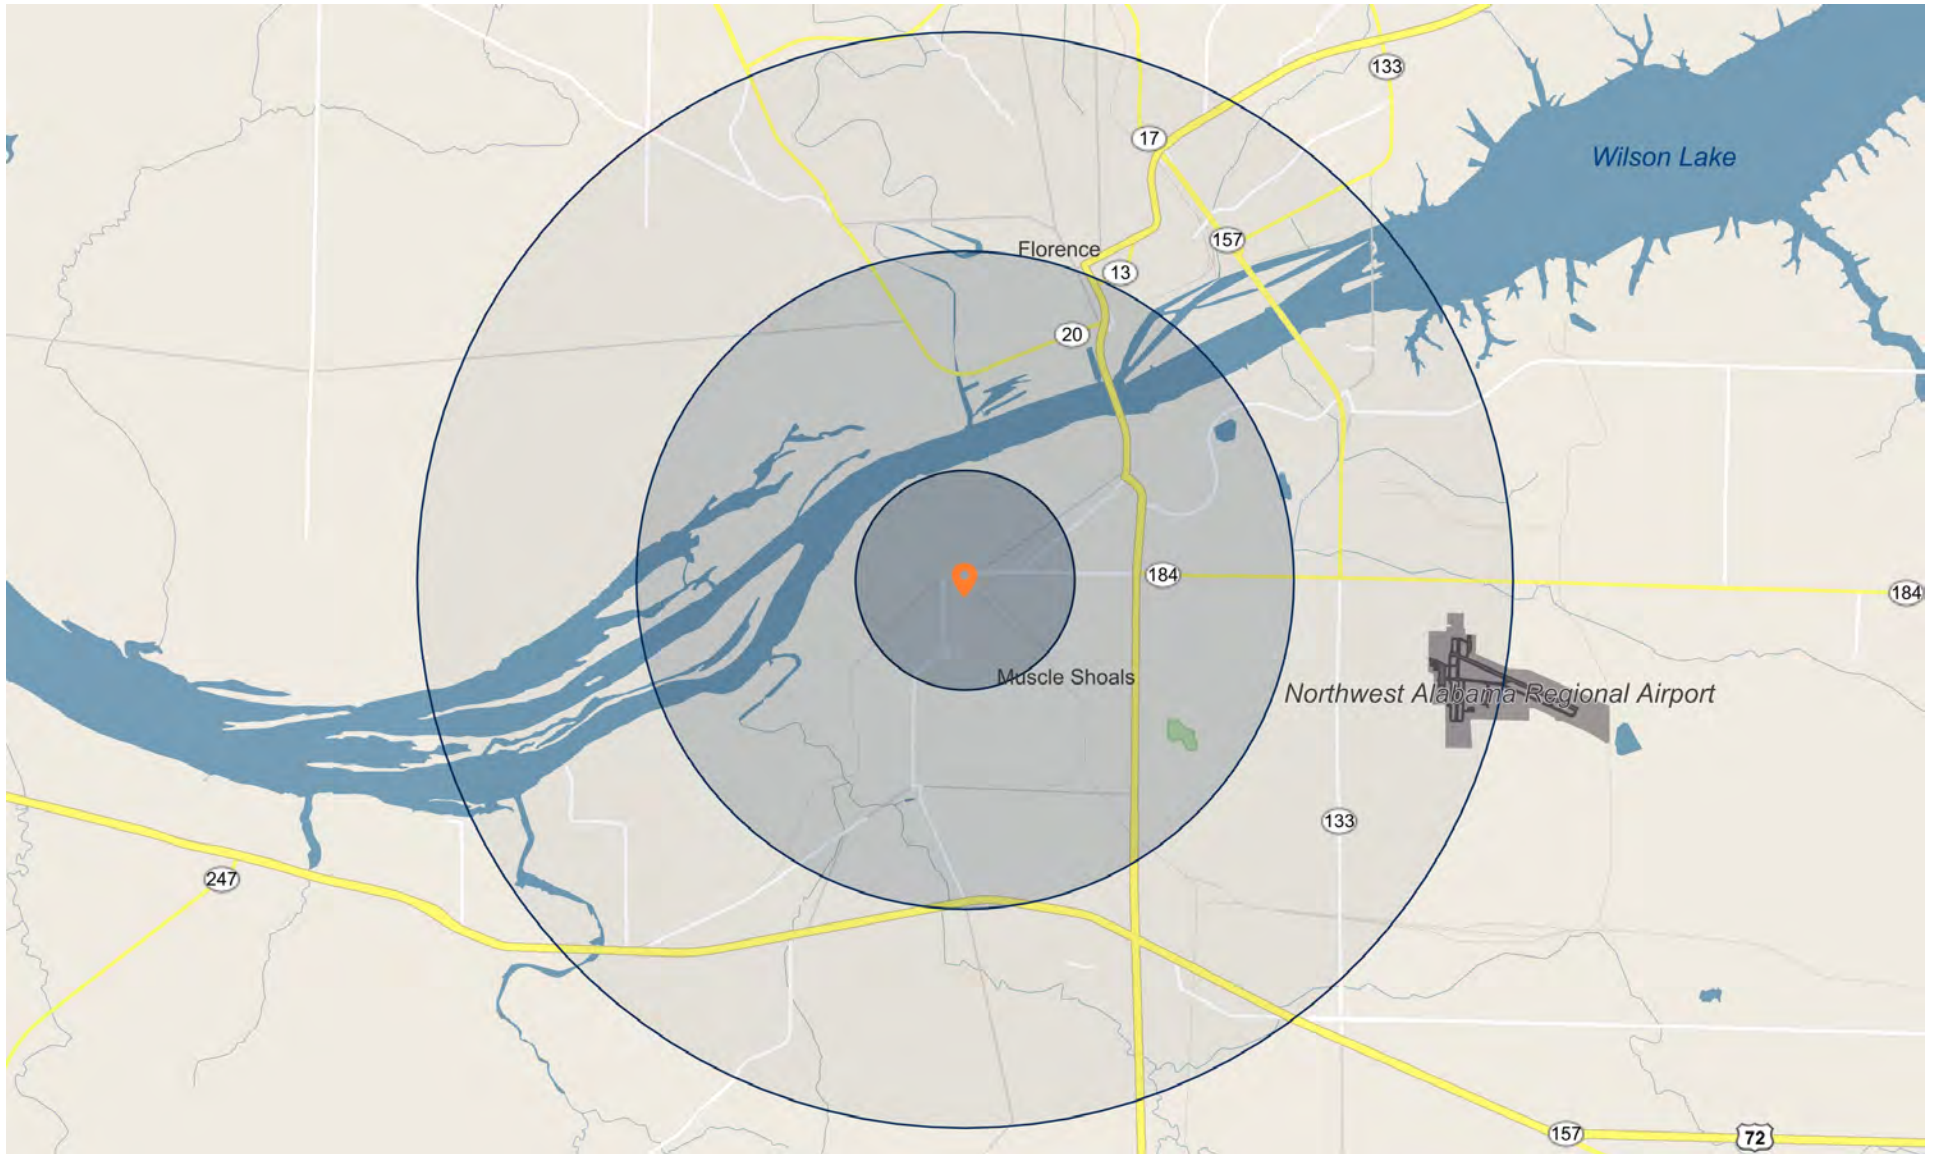 133
17
Wilson Lake
157
Florence
13
20
184
184
Muscle Shoals
Northwest Alabama Regional Airport
133
247
157
72